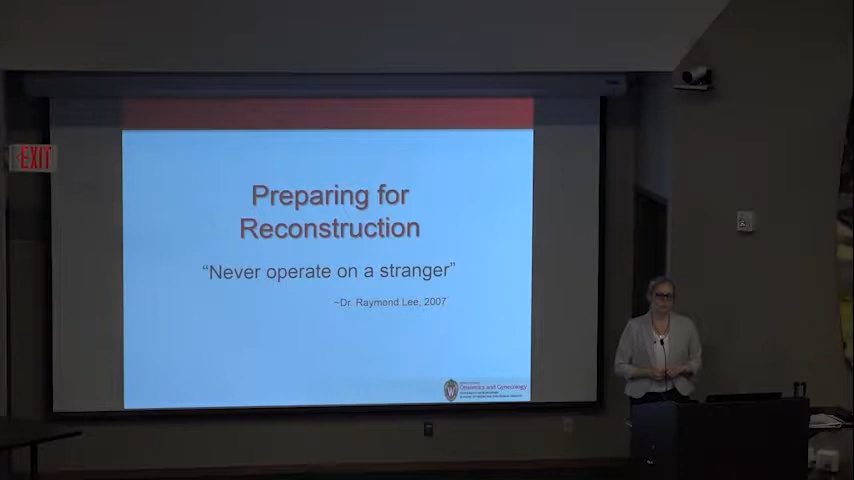 EXIT
Preparing for
Reconstruction
“Never operate on a stranger”
~Dr. Raymond Lee, 2007
W
Obstetrics and Gynecology